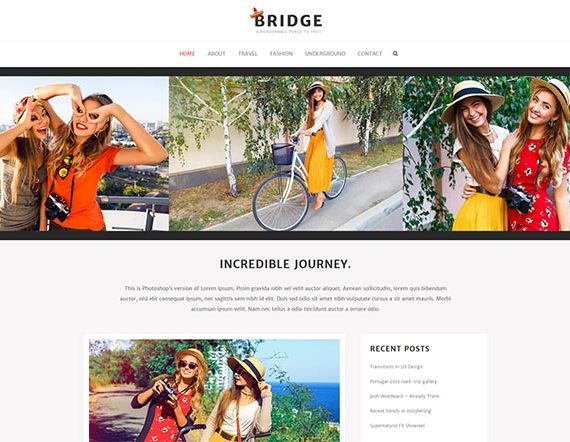 BRIDGE
A REASONABLE PLACE TO VISIT
HOME ABOUT TRAVEL FASHION UNDERGROUND CONTACT
INCREDIBLE JOURNEY.
This is Photoshop's version of Lorem Ipsum. Proin gravida nibh vel velit auctor aliquet. Aenean sollicitudin, lorem quis bibendum
auctor, nisi elit consequat ipsum, nec sagittis sem nibh id elit. Duis sed odio sit amet nibh vulputate cursus a sit amet mauris. Morbi
accumsan ipsum velit. Nam nec tellus a odio tincidunt auctor a ornare odio.
RECENT POSTS
Transitions in UX Design
Portugal 2013 road-trip gallery
Josh Woodward – Already There
Recent trends in Storytelling
Supernatural FX Showreel